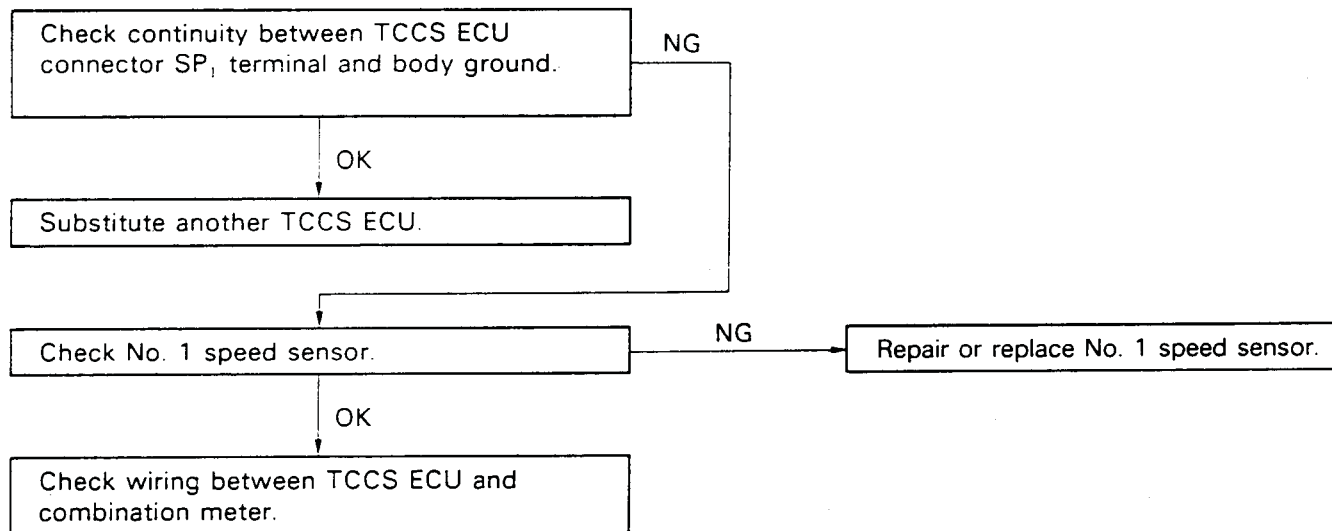 Check continuity between TCCS ECU
connector SP₁ terminal and body ground.
NG
OK
Substitute another TCCS ECU.
Check No. 1 speed sensor.
NG
Repair or replace No. 1 speed sensor.
OK
Check wiring between TCCS ECU and
combination meter.